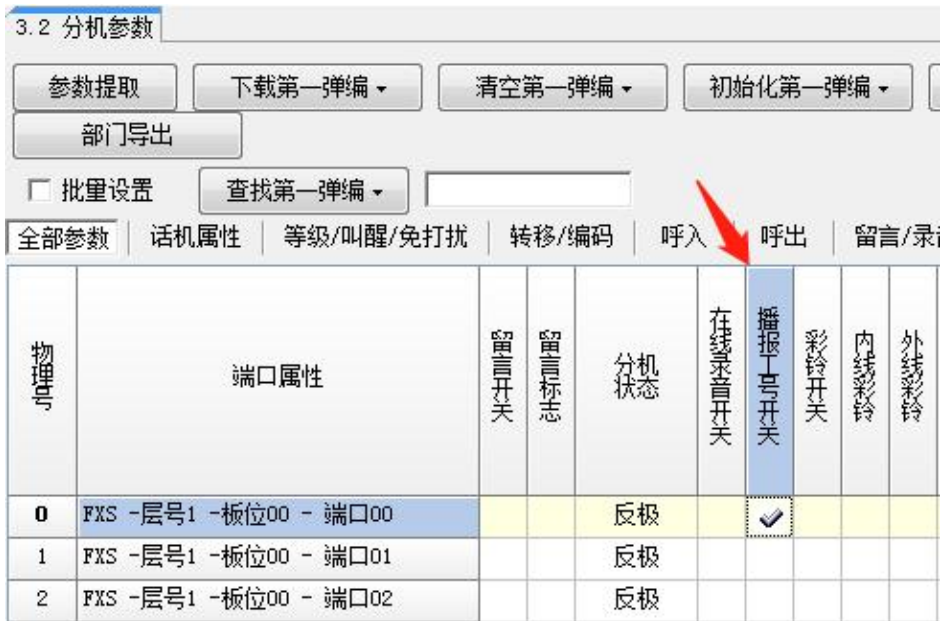 3.2 分机参数
参数提取 下载第一弹编 清空第一弹编 初始化第一弹编
部门导出
批量设置 查找第一弹编
全部参数 话机属性 等级/叫醒/免打扰 转移/编码 呼入 呼出 留言/录音
物理号 端口属性 留言开关 留言标志 分机状态 在线录音开关 播报工号开关 彩铃开关 内线彩铃 外线彩铃
0 FXS -层号1 -板位00 - 端口00 反极
1 FXS -层号1 -板位00 - 端口01 反极
2 FXS -层号1 -板位00 - 端口02 反极